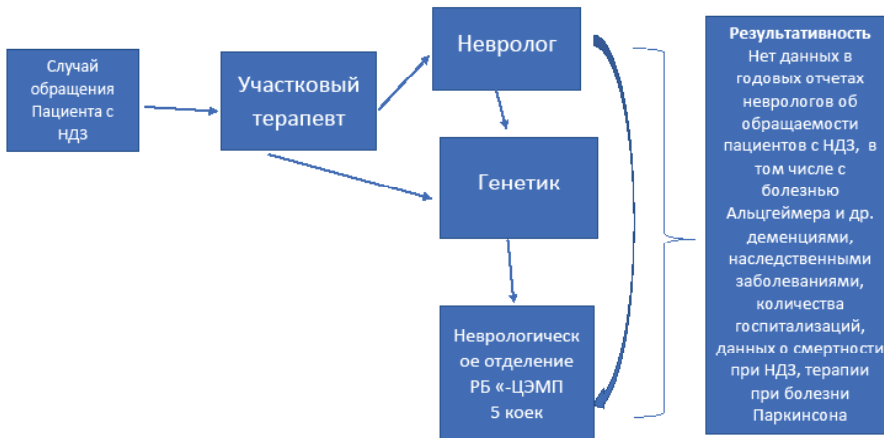 Случай
обращения
Пациента с
НДЗ
Участковый
терапевт
Невролог
Генетик
Неврологическ
ое отделение
РБ «-ЦЭМП
5 коек
Результативность
Нет данных в
годовых отчетах
неврологов об
обращаемости
пациентов с НДЗ, в
том числе с
болезнью
Альцгеймера и др.
деменциями,
наследственными
заболеваниями,
количества
госпитализаций,
данных о смертности
при НДЗ, терапии
при болезни
Паркинсона